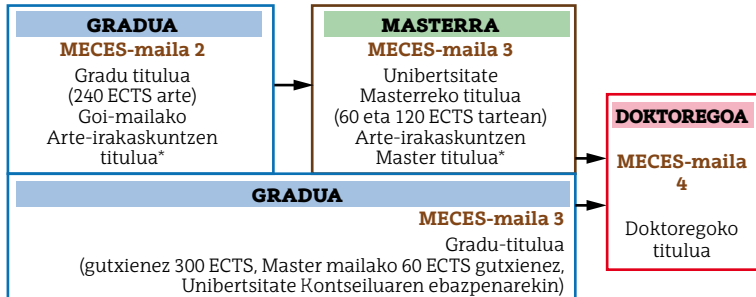 GRADUA
MECES-maila 2
Gradu titulua
(240 ECTS arte)
Goi-mailako
Arte-irakaskuntzen
titulua*
MASTERRA
MECES-maila 3
Unibertsitate
Masterreko titulua
(60 eta 120 ECTS tartean)
Arte-irakaskuntzen
Master titulua*
GRADUA
MECES-maila 3
Gradu-titulua
(gutxienez 300 ECTS, Master mailako 60 ECTS gutxienez,
Unibertsitate Kontseiluaren ebazpenarekin)
DOKTOREGOA
MECES-maila
4
Doktoregoko
titulua